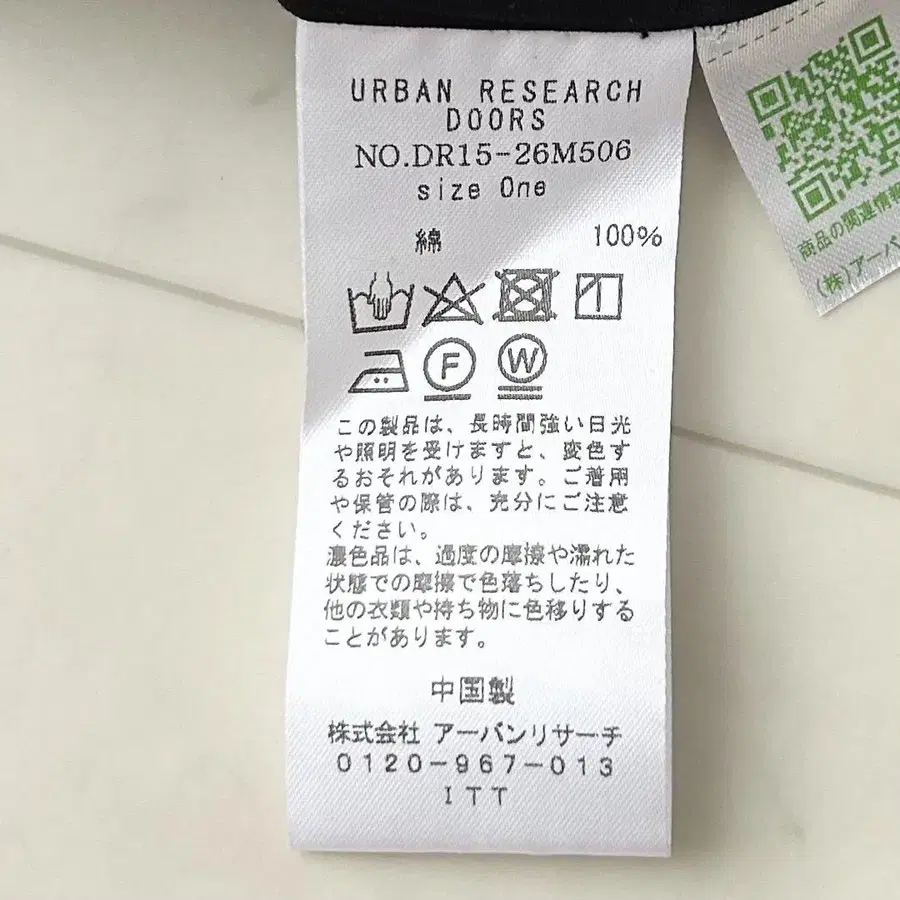 URBAN RESEARCH
DOORS
NO.DR15-26M506
size One
綿 100%
F W
この製品は、長時間強い日光
や照明を受けますと、変色す
るおそれがあります。ご着用
や保管の際は、充分にご注意
ください。
濃色品は、過度の摩擦や濡れた
状態での摩擦で色落ちしたり、
他の衣類や持ち物に色移りする
ことがあります。
中国製
株式会社 アーバンリサーチ
0120-967-013
ITT
商品の関連情報
(株)アーバ